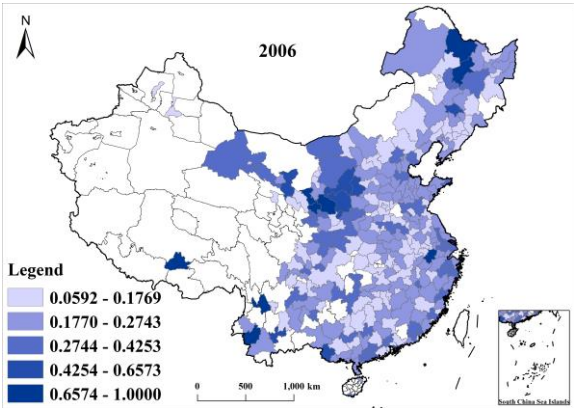 N
2006
Legend
0.0592 - 0.1769
0.1770 - 0.2743
0.2744 - 0.4253
0.4254 - 0.6573
0.6574 - 1.0000
0 500 1,000 km
South China Sea Islands